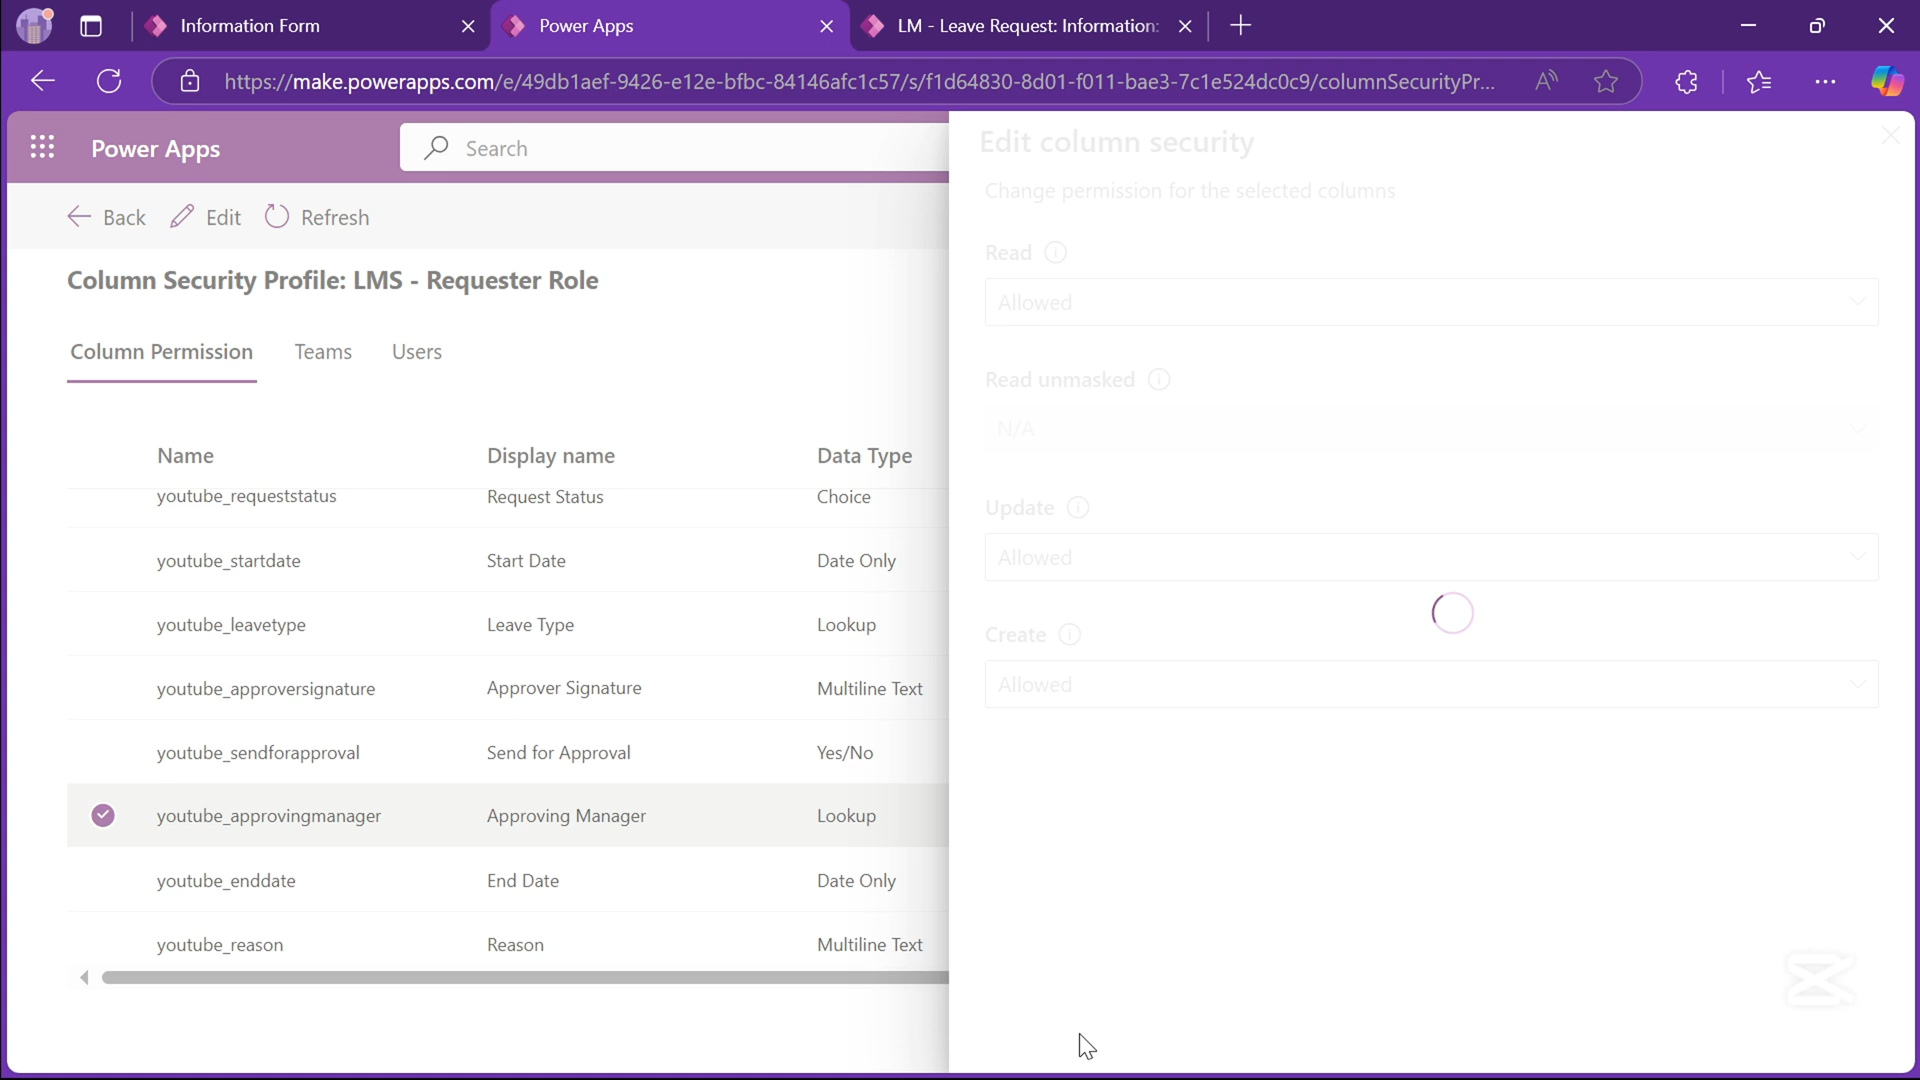 Information Form
Power Apps
LM - Leave Request: Information:
https://make.powerapps.com/e/49db1aef-9426-e12e-bfbc-84146afc1c57/s/f1d64830-8d01-f011-bae3-7c1e524dc0c9/columnSecurityPr...
Power Apps
Search
Back
Edit
Refresh
Column Security Profile: LMS - Requester Role
Column Permission
Teams
Users
Name
Display name
Data Type
youtube_requeststatus
Request Status
Choice
youtube_startdate
Start Date
Date Only
youtube_leavetype
Leave Type
Lookup
youtube_approversignature
Approver Signature
Multiline Text
youtube_sendforapproval
Send for Approval
Yes/No
youtube_approvingmanager
Approving Manager
Lookup
youtube_enddate
End Date
Date Only
youtube_reason
Reason
Multiline Text
Edit column security
Change permission for the selected columns
Read
Allowed
Read unmasked
N/A
Update
Allowed
Create
Allowed